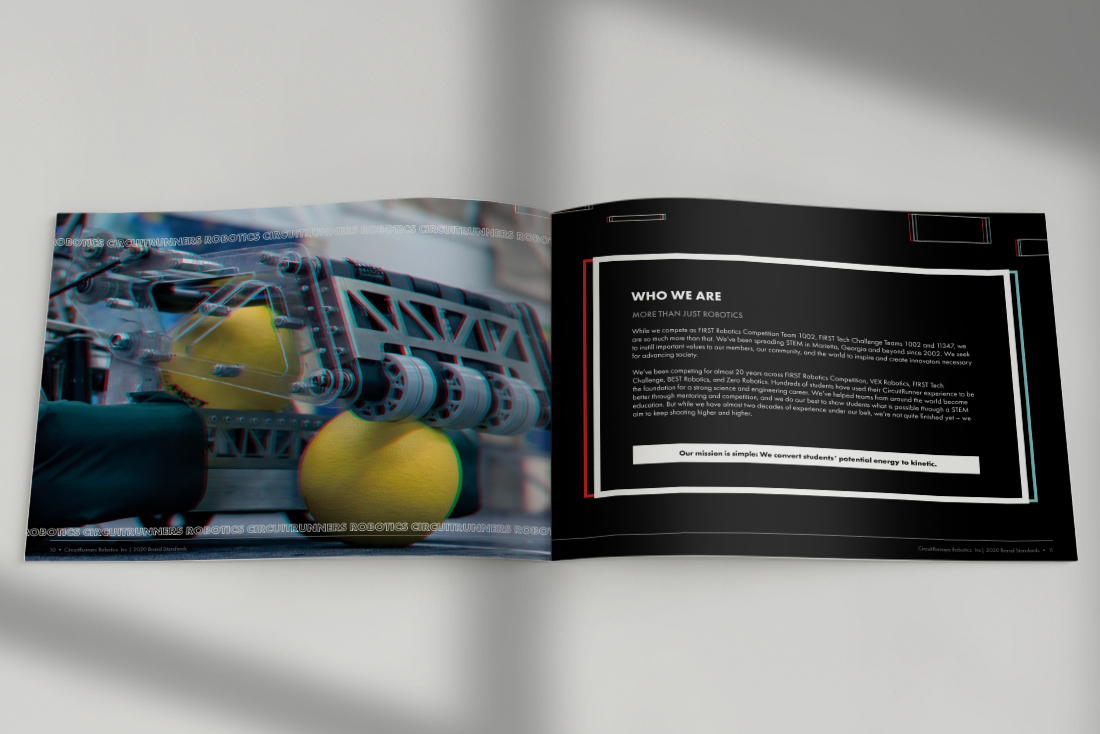 ROBOTICS CIRCUITRUNNERS ROBOTICS CIRCUITRUNNERS ROBOTICS CIRCUITRUNNERS ROBO
ROBOTICS CIRCUITRUNNERS ROBOTICS CIRCUITRUNNERS ROBOTICS CIRCUITRUNNERS ROBOT
10 • CircuitRunners Robotics, Inc | 2020 Brand Standards
WHO WE ARE
MORE THAN JUST ROBOTICS
While we compete as FIRST Robotics Competition Team 1002, FIRST Tech Challenge Teams 1002 and 11347, we
are so much more than that. We've been spreading STEM in Marietta, Georgia and beyond since 2002. We seek
to instill important values to our members, our community, and the world to inspire and create innovators necessary
for advancing society.
We've been competing for almost 20 years across FIRST Robotics Competition, VEX Robotics, FIRST Tech
Challenge, BEST Robotics, and Zero Robotics. Hundreds of students have used their CircuitRunner experience to be
the foundation for a strong science and engineering career. We've helped teams from around the world become
better through mentoring and competition, and we do our best to show students what is possible through a STEM
education. But while we have almost two decades of experience under our belt, we're not quite finished yet – we
aim to keep shooting higher and higher.
Our mission is simple: We convert students' potential energy to kinetic.
CircuitRunners Robotics, Inc | 2020 Brand Standards • 11